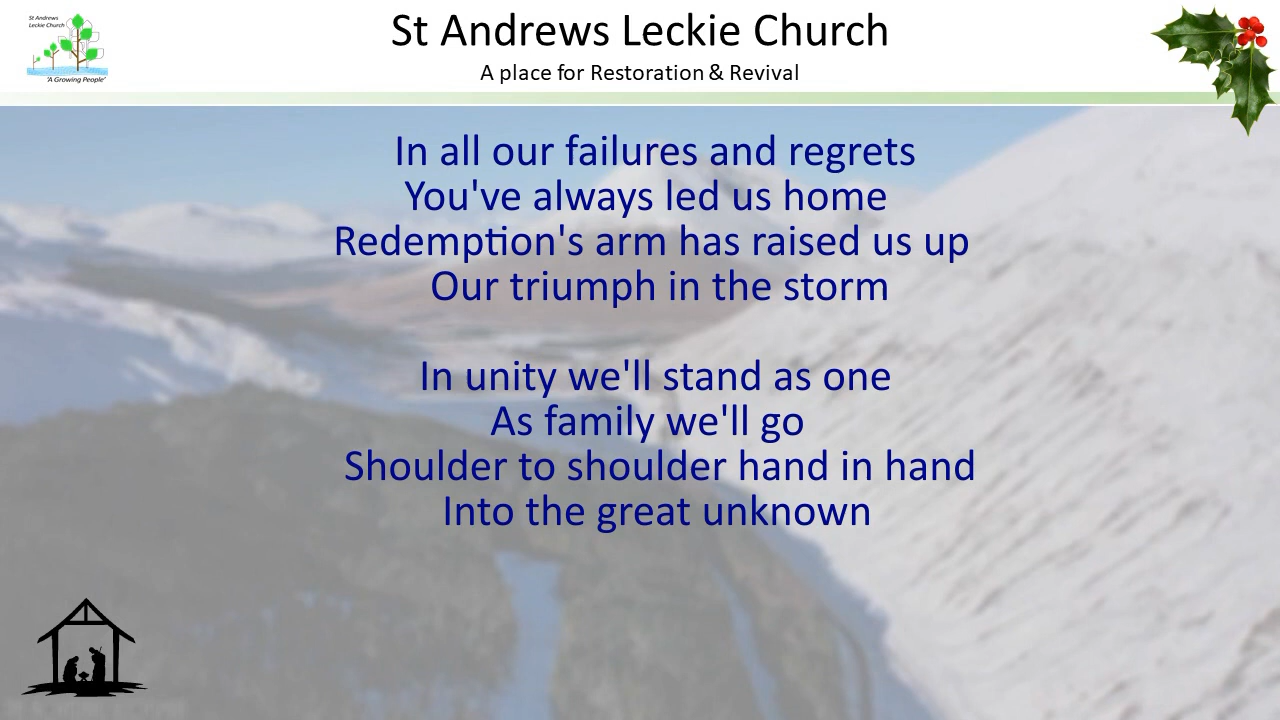 St Andrews
Leckie Church
'A Growing People'
St Andrews Leckie Church
A place for Restoration & Revival
In all our failures and regrets
You've always led us home
Redemption's arm has raised us up
Our triumph in the storm
In unity we'll stand as one
As family we'll go
Shoulder to shoulder hand in hand
Into the great unknown